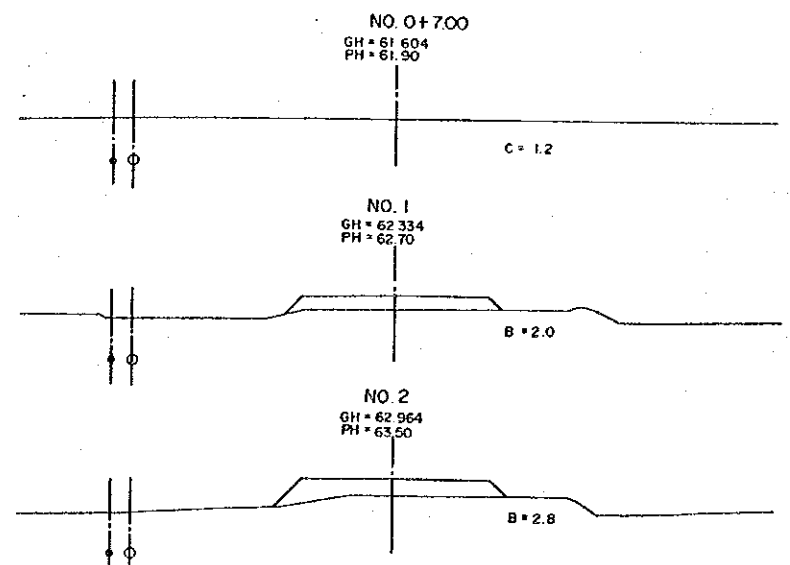 NO. 0+7.00
GH = 61.604
PH = 61.90
C = 1.2
NO. 1
GH = 62.334
PH = 62.70
B = 2.0
NO. 2
GH = 62.964
PH = 63.50
B = 2.8